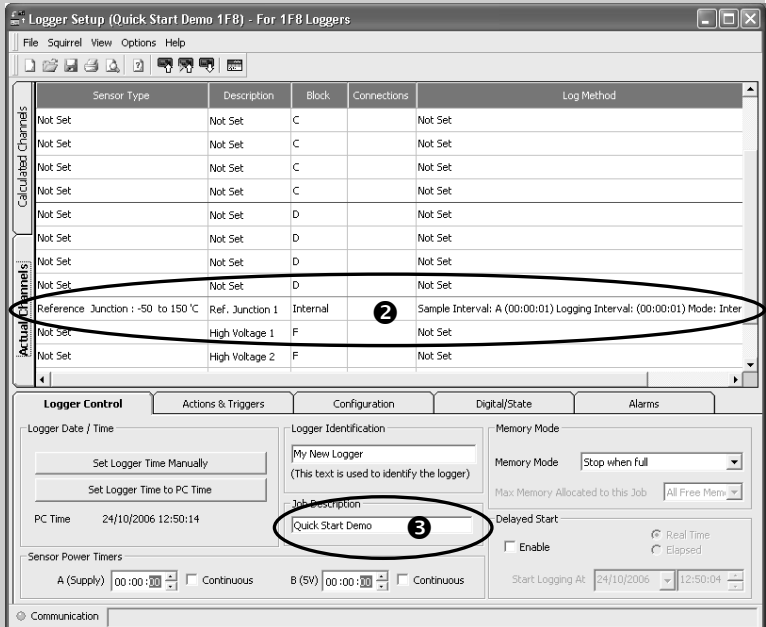 Logger Setup (Quick Start Demo 1F8) - For 1F8 Loggers
File Squirrel View Options Help
Calculated Channels
Actual Channels
Sensor Type Description Block Connections Log Method
Not Set Not Set C Not Set
Not Set Not Set C Not Set
Not Set Not Set C Not Set
Not Set Not Set C Not Set
Not Set Not Set D Not Set
Not Set Not Set D Not Set
Not Set Not Set D Not Set
Not Set Not Set D Not Set
Reference Junction : -50 to 150 'C Ref. Junction 1 Internal ❷ Sample Interval: A (00:00:01) Logging Interval: (00:00:01) Mode: Inter
Not Set High Voltage 1 F Not Set
Not Set High Voltage 2 F Not Set
Logger Control Actions & Triggers Configuration Digital/State Alarms
Logger Date / Time
Set Logger Time Manually
Set Logger Time to PC Time
PC Time 24/10/2006 12:50:14
Logger Identification
My New Logger
(This text is used to identify the logger)
Job Description
Quick Start Demo ❸
Memory Mode
Memory Mode Stop when full
Max Memory Allocated to this Job All Free Mem
Delayed Start
Enable
Real Time
Elapsed
Start Logging At 24/10/2006 12:50:04
Sensor Power Timers
A (Supply) 00:00:00 Continuous B (5V) 00:00:00 Continuous
Communication